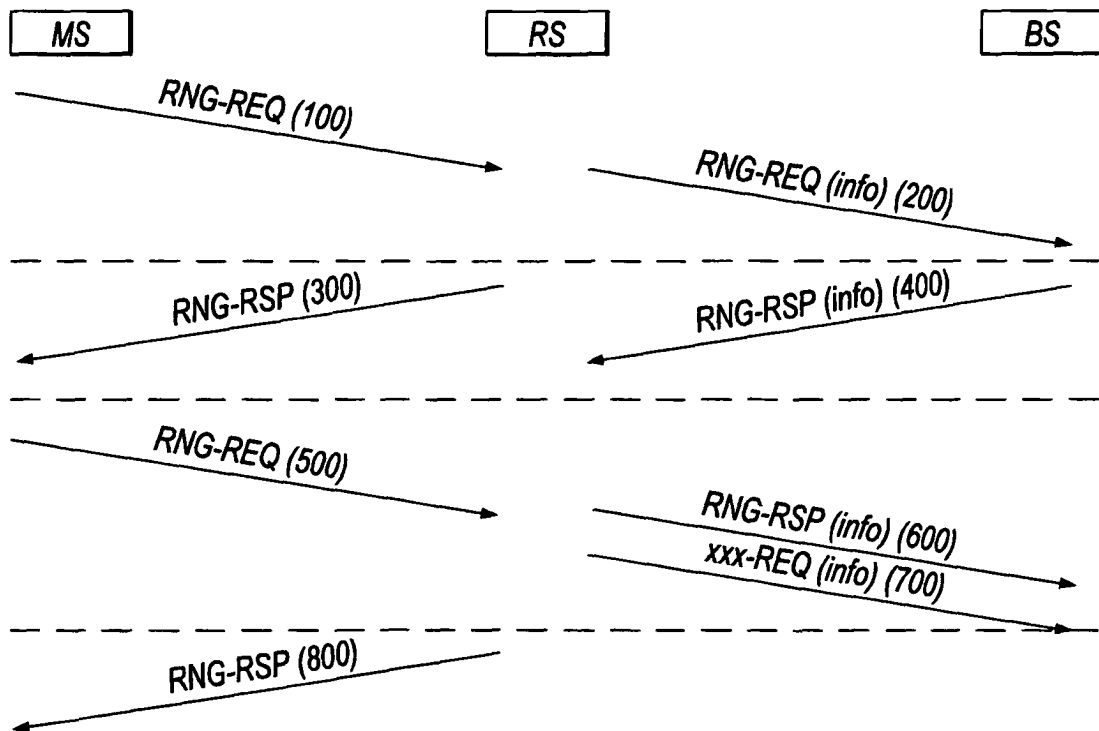 MS
RS
BS
RNG-REQ (100)
RNG-REQ (info) (200)
RNG-RSP (300)
RNG-RSP (info) (400)
RNG-REQ (500)
RNG-RSP (info) (600)
xxx-REQ (info) (700)
RNG-RSP (800)